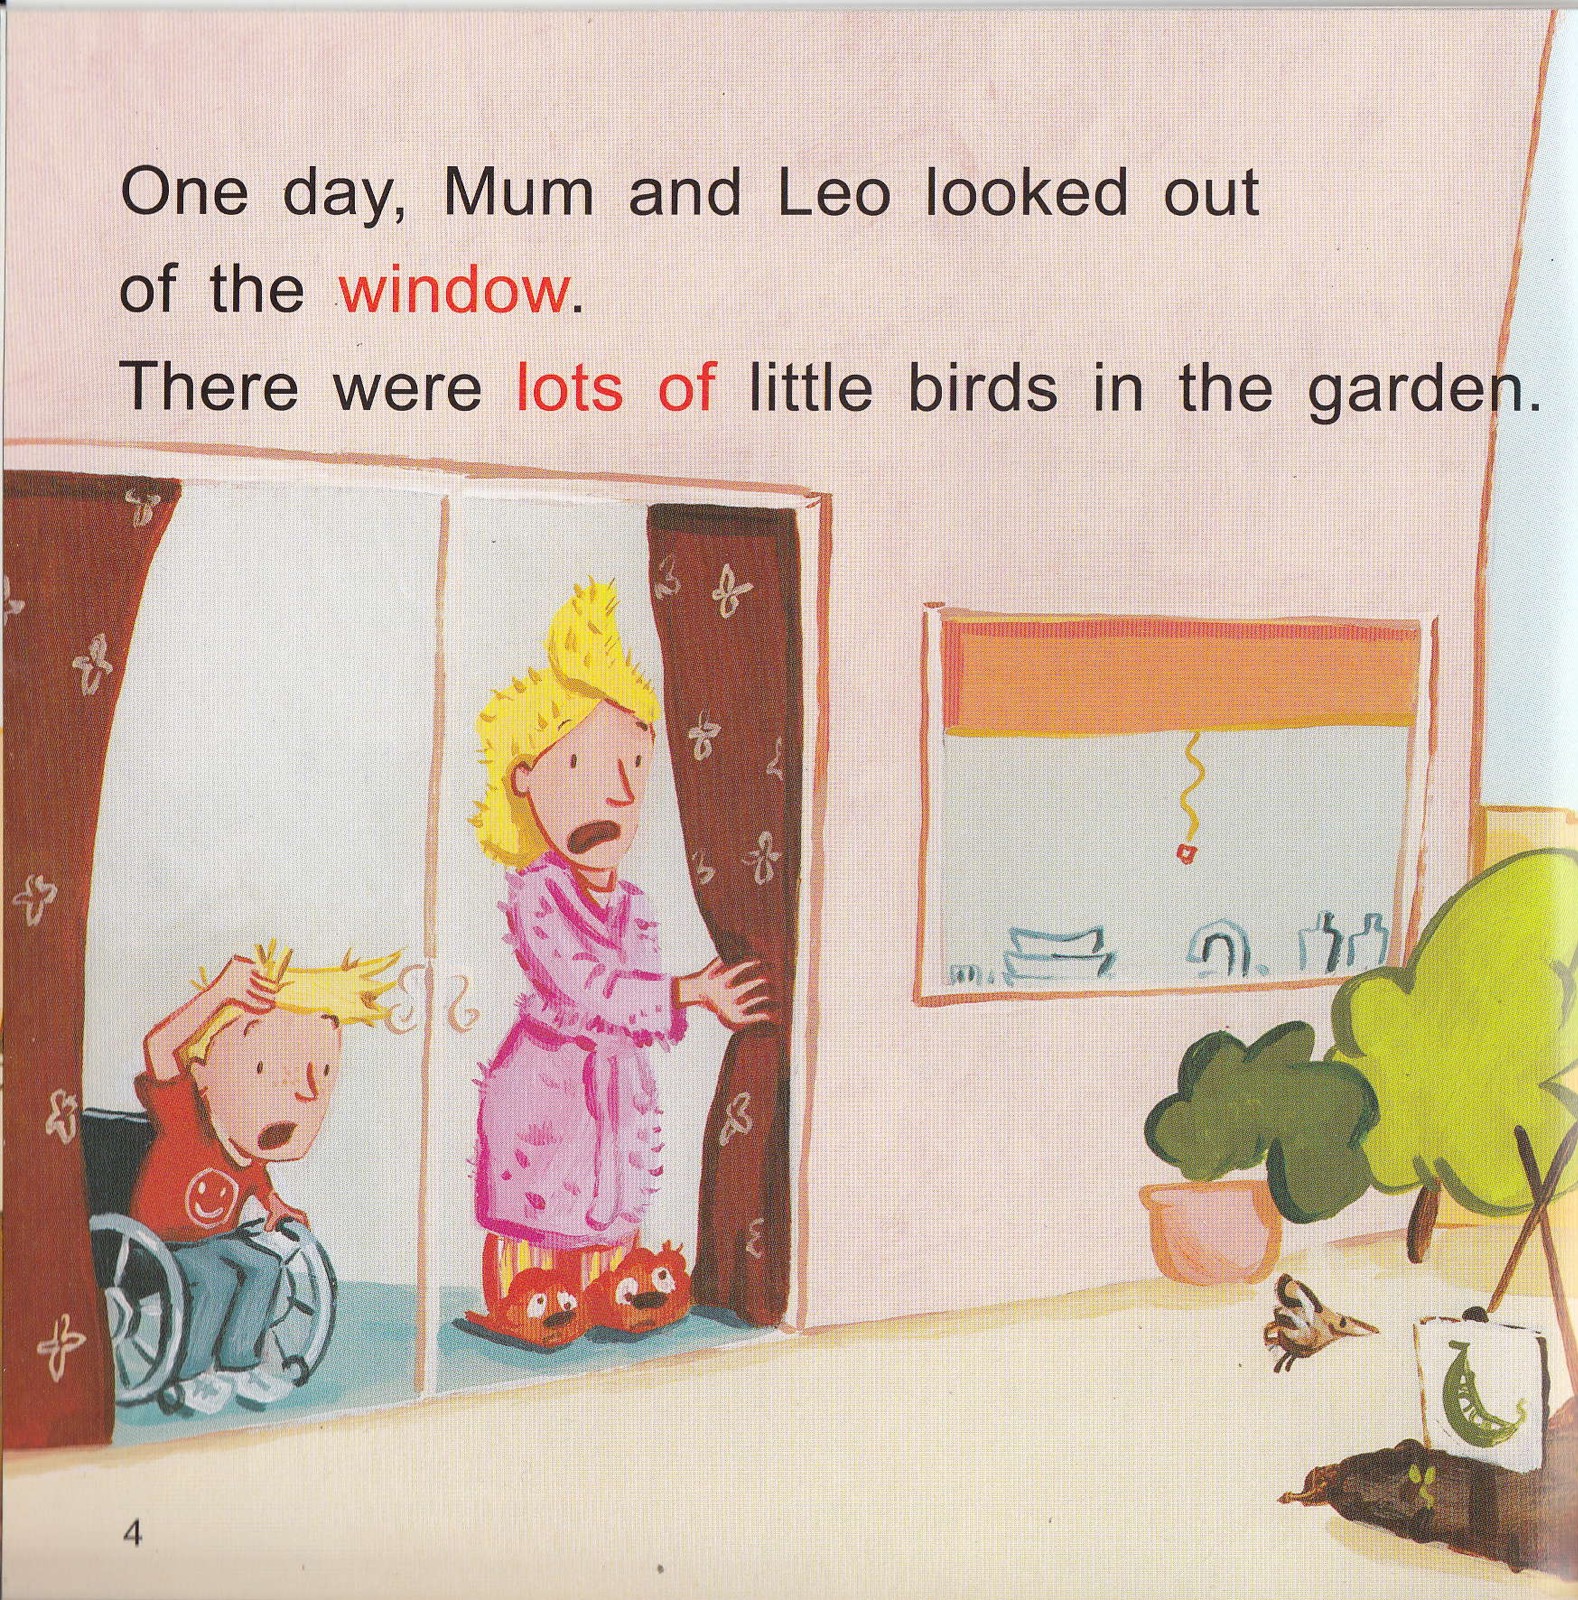 One day, Mum and Leo looked out
of the window.
There were lots of little birds in the garden.
4